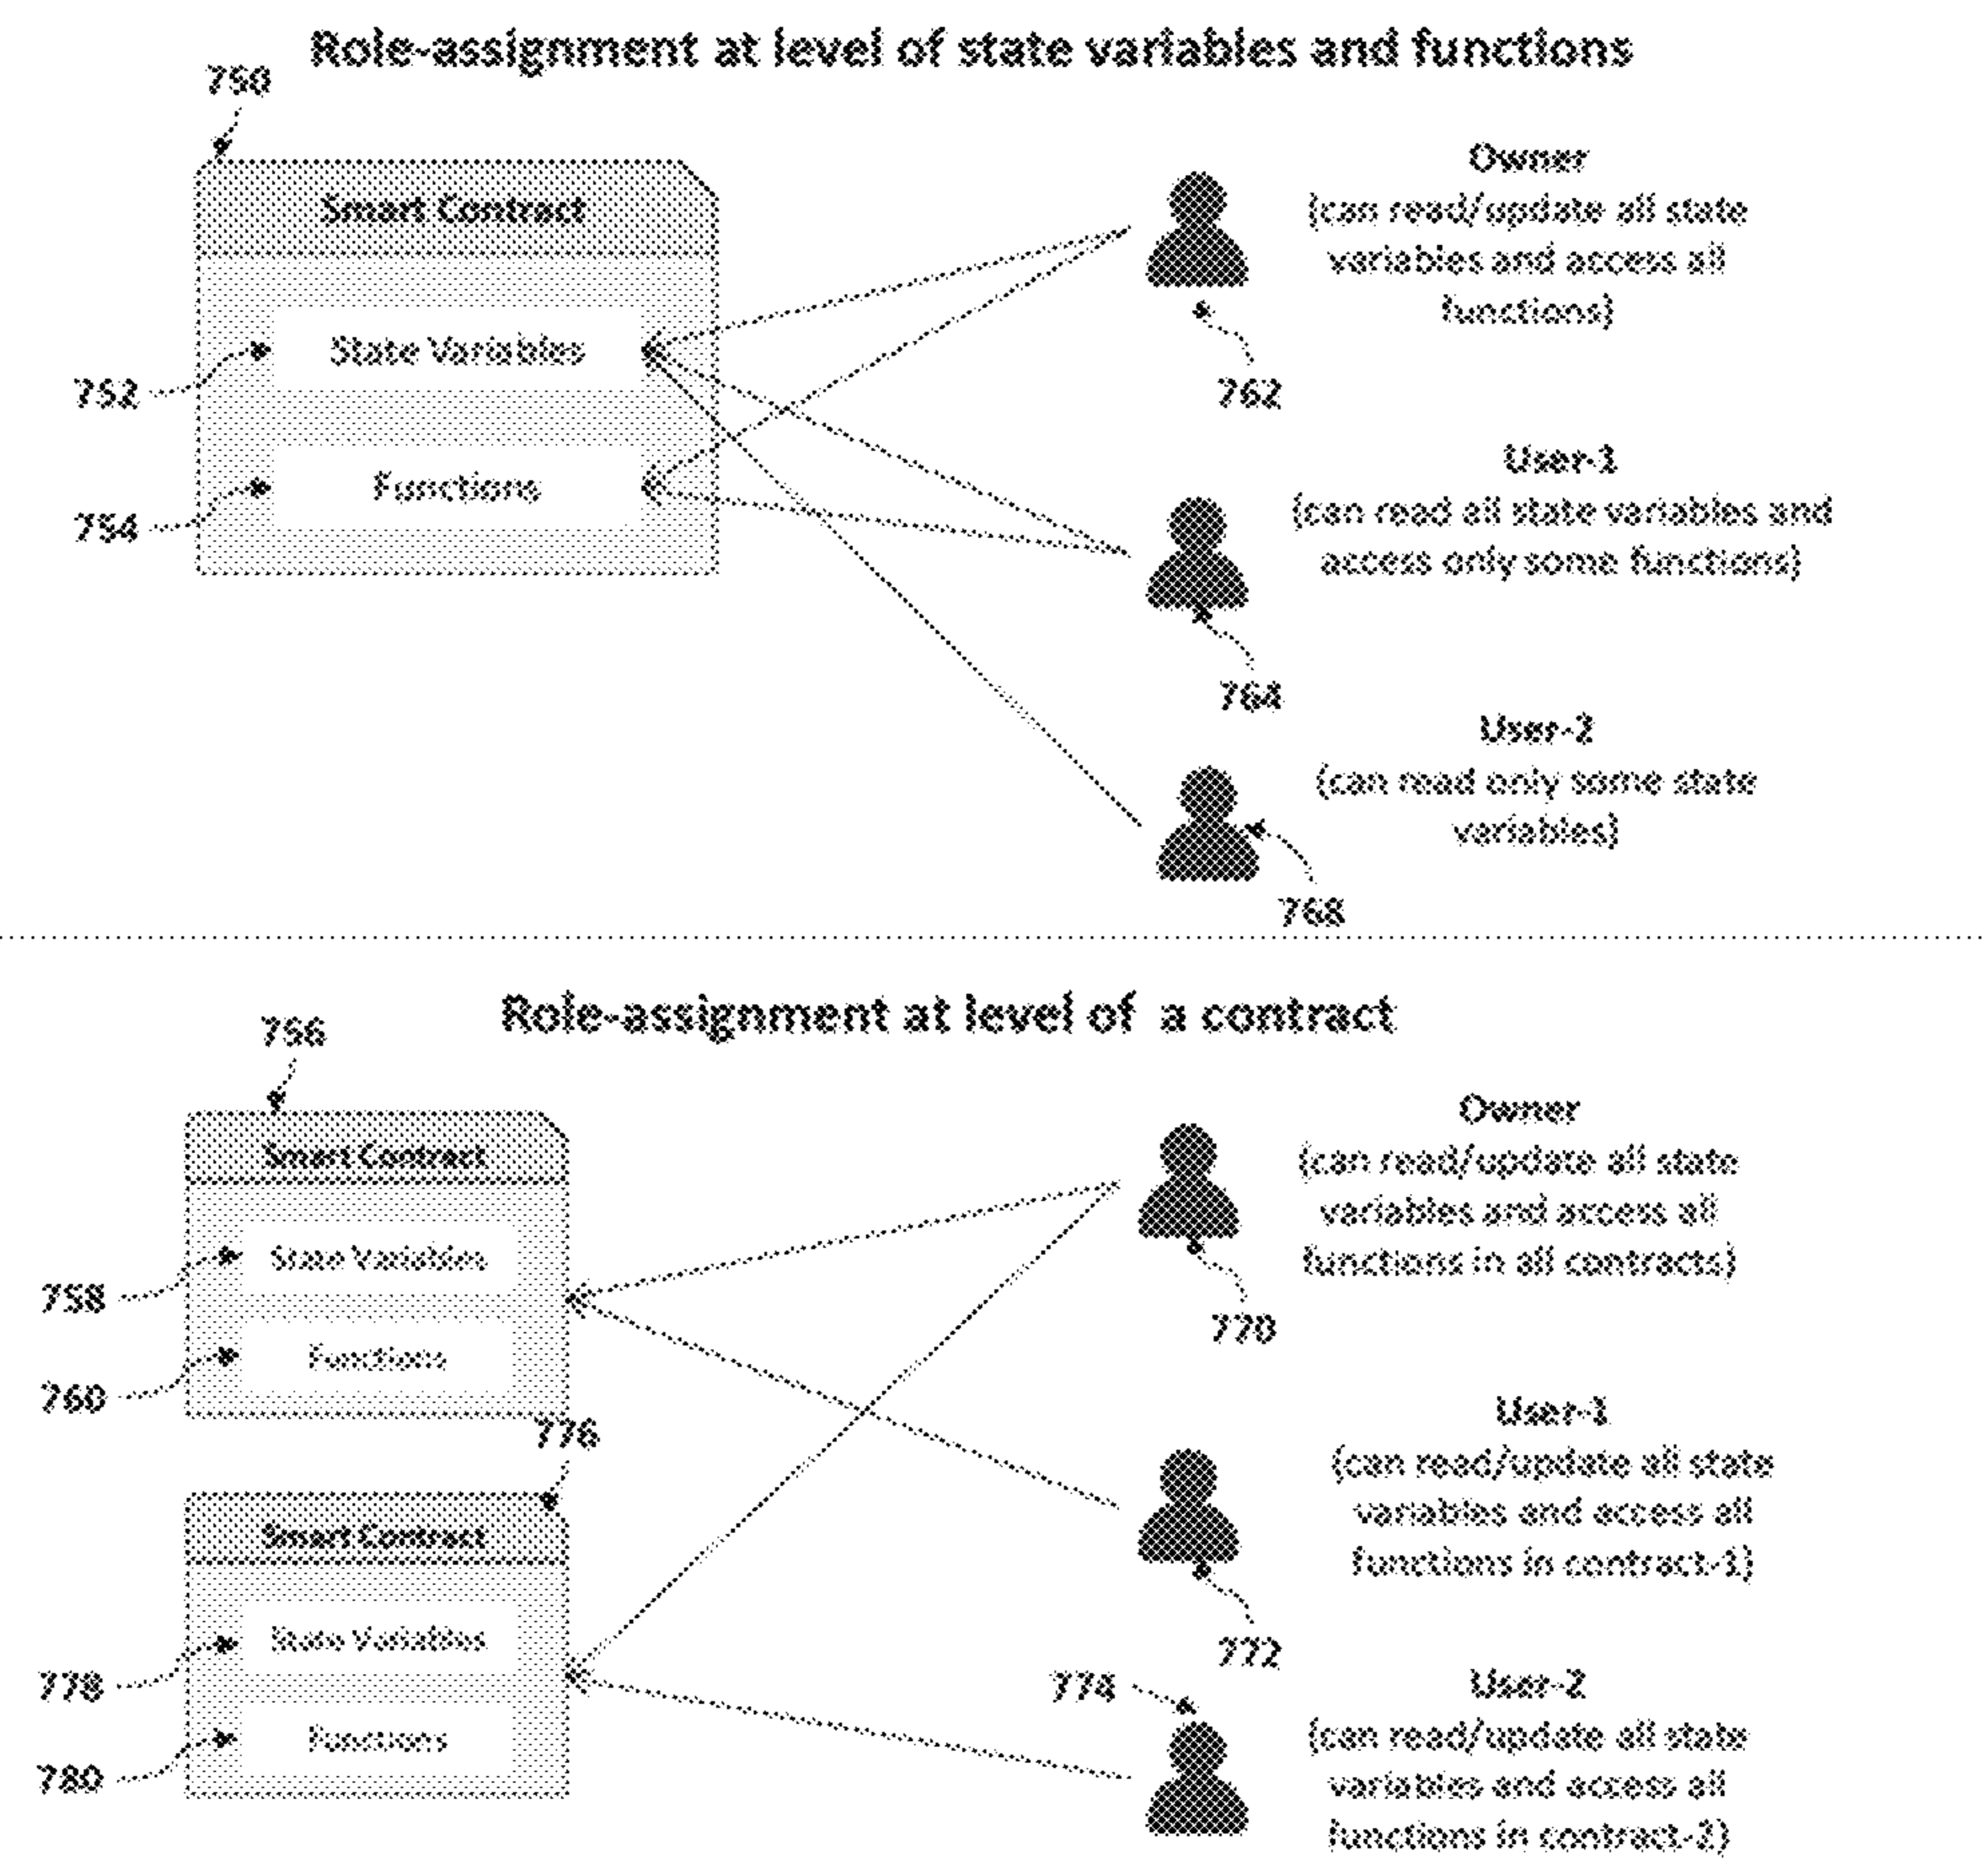 Role-assignment at level of state variables and functions
750
Smart Contract
State Variables
752
Functions
754
Owner
(can read/update all state
variables and access all
functions)
762
User-1
(can read all state variables and
access only some functions)
764
User-2
(can read only some state
variables)
768
Role-assignment at level of a contract
756
Smart Contract
State Variables
758
Functions
760
776
Smart Contract
State Variables
778
Functions
780
Owner
(can read/update all state
variables and access all
functions in all contracts)
770
User-1
(can read/update all state
variables and access all
functions in contract-1)
772
774
User-2
(can read/update all state
variables and access all
functions in contract-2)